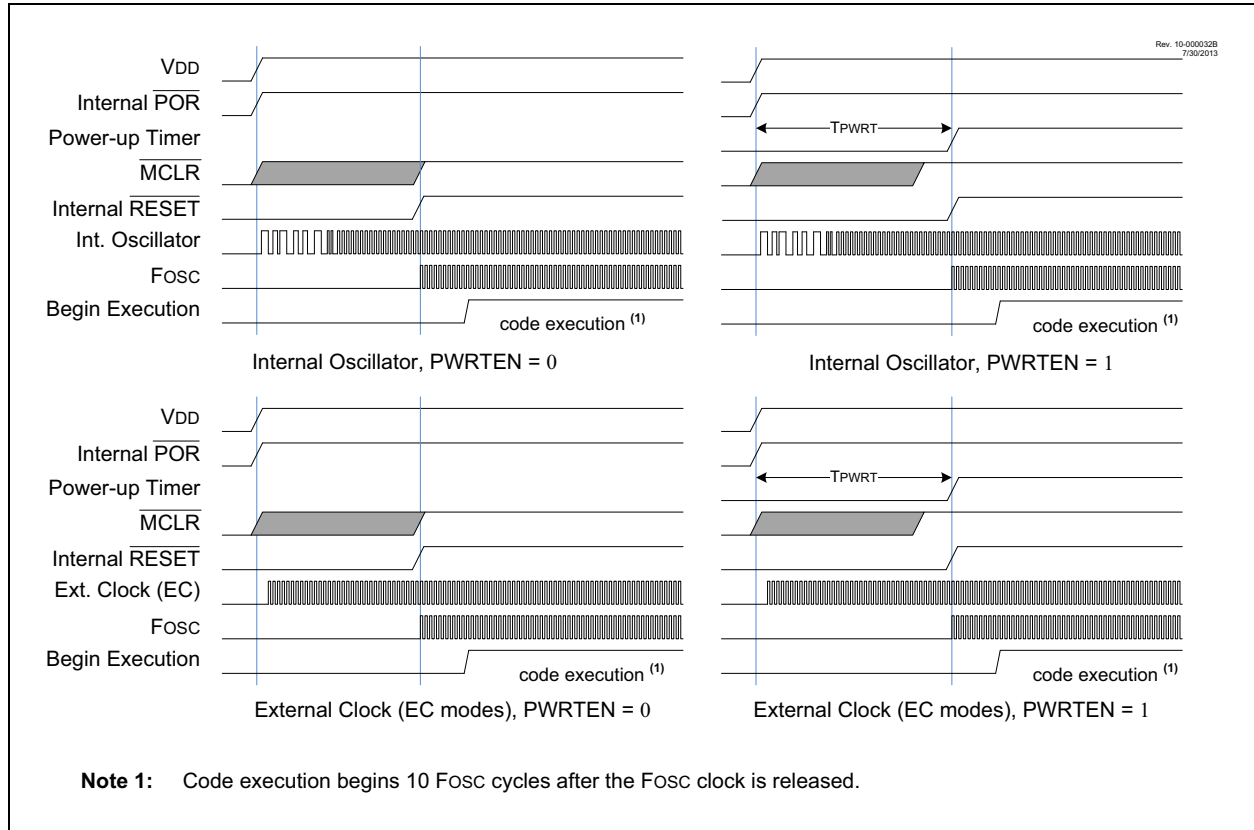 Rev. 10-000032B
7/30/2013
VDD
Internal POR
Power-up Timer
MCLR
Internal RESET
Int. Oscillator
FOSC
Begin Execution
code execution (1)
Internal Oscillator, PWRTEN = 0
TPWRT
code execution (1)
Internal Oscillator, PWRTEN = 1
VDD
Internal POR
Power-up Timer
MCLR
Internal RESET
Ext. Clock (EC)
FOSC
Begin Execution
code execution (1)
External Clock (EC modes), PWRTEN = 0
TPWRT
code execution (1)
External Clock (EC modes), PWRTEN = 1
Note 1: Code execution begins 10 FOSC cycles after the FOSC clock is released.